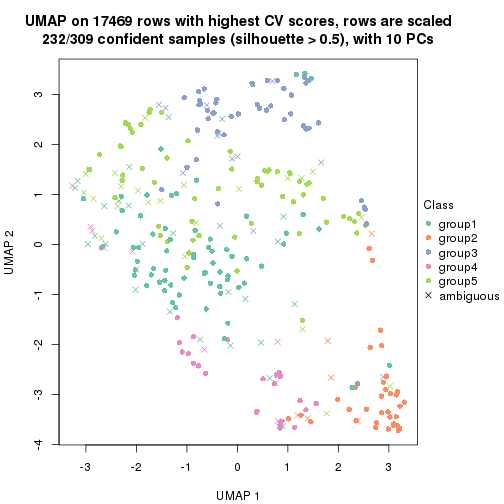 UMAP on 17469 rows with highest CV scores, rows are scaled
232/309 confident samples (silhouette > 0.5), with 10 PCs
3
2
1
0
-1
-2
-3
-4
UMAP 2
-3
-2
-1
0
1
2
3
UMAP 1
Class
group1
group2
group3
group4
group5
ambiguous